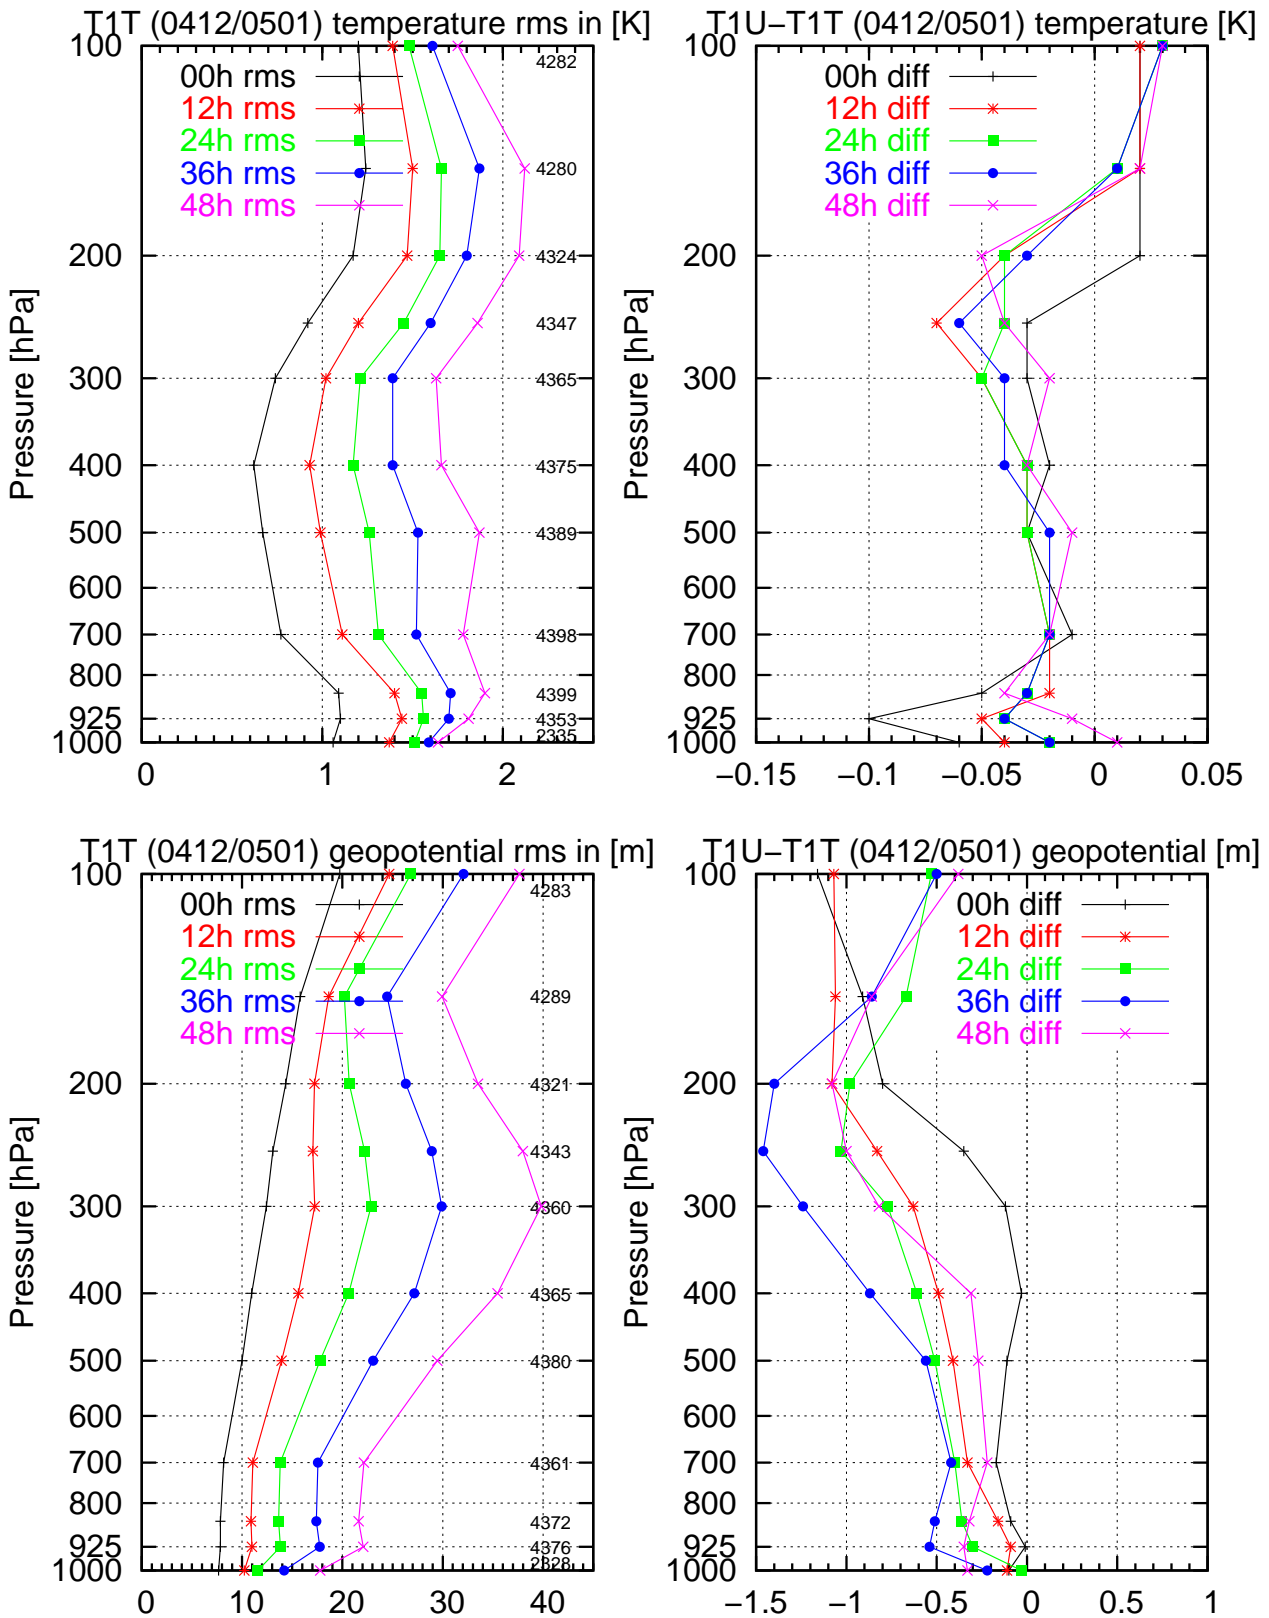 T1T (0412/0501) temperature rms in [K]
100
200
300
400
500
600
700
800
925
1000
Pressure [hPa]
00h rms
12h rms
24h rms
36h rms
48h rms
4282
4280
4324
4347
4365
4375
4389
4398
4399
4353
2335
0
1
2
T1U−T1T (0412/0501) temperature [K]
100
200
300
400
500
600
700
800
925
1000
Pressure [hPa]
00h diff
12h diff
24h diff
36h diff
48h diff
−0.15
−0.1
−0.05
0
0.05
T1T (0412/0501) geopotential rms in [m]
100
200
300
400
500
600
700
800
925
1000
Pressure [hPa]
00h rms
12h rms
24h rms
36h rms
48h rms
4283
4289
4321
4343
4360
4365
4380
4361
4372
4376
2328
0
10
20
30
40
T1U−T1T (0412/0501) geopotential [m]
100
200
300
400
500
600
700
800
925
1000
Pressure [hPa]
00h diff
12h diff
24h diff
36h diff
48h diff
−1.5
−1
−0.5
0
0.5
1